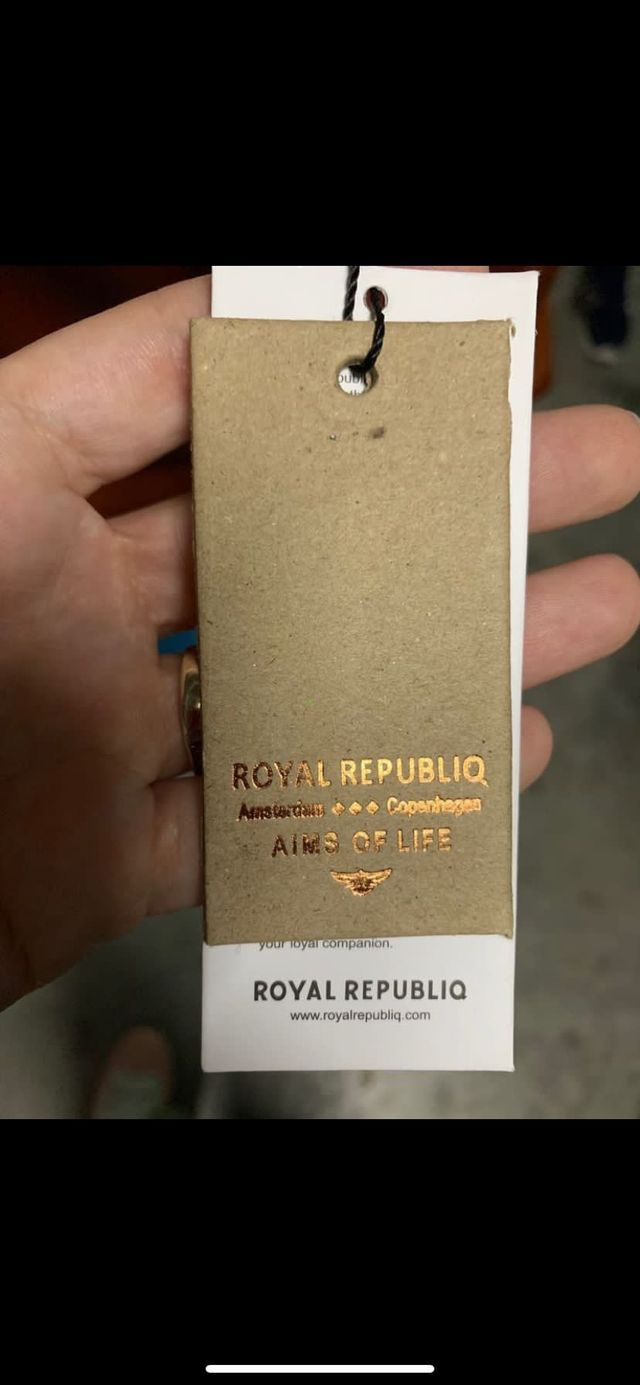 ROYAL REPUBLIQ
Amsterdam Copenhagen
AIMS OF LIFE
your loyal companion.
ROYAL REPUBLIQ
www.royalrepubliq.com